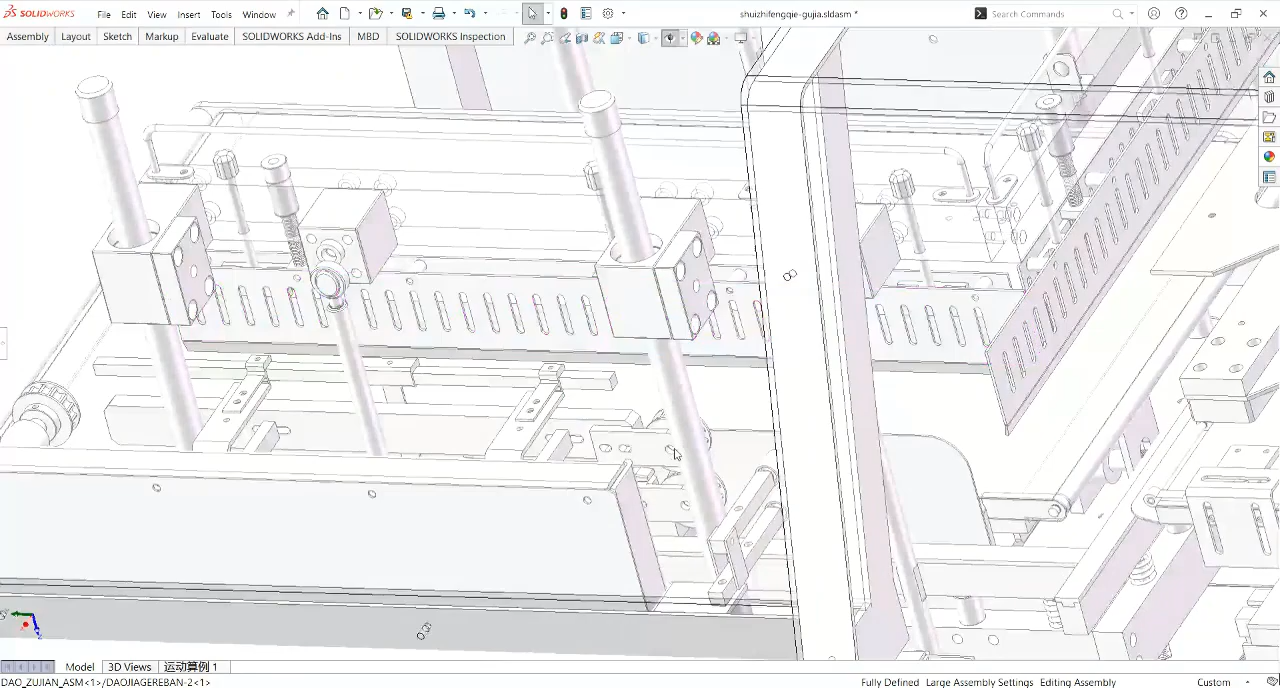 SOLIDWORKS File Edit View Insert Tools Window shuizhifengqie-gujia.sldasm * Search Commands
Assembly Layout Sketch Markup Evaluate SOLIDWORKS Add-Ins MBD SOLIDWORKS Inspection
Model 3D Views 运动算例 1
DAO_ZUJIAN_ASM<1>/DAOJIAGEREBAN-2<1> Fully Defined Large Assembly Settings Editing Assembly Custom